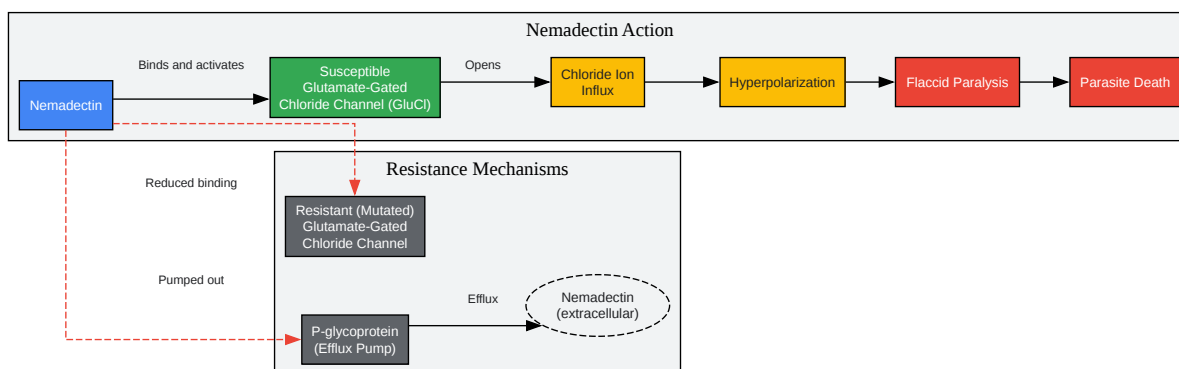 Nemadectin Action
Binds and activates
Opens
Nemadectin
Susceptible
Glutamate-Gated
Chloride Channel (GluCl)
Chloride Ion
Influx
Hyperpolarization
Flaccid Paralysis
Parasite Death
Reduced binding
Resistance Mechanisms
Resistant (Mutated)
Glutamate-Gated
Chloride Channel
Pumped out
Efflux
P-glycoprotein
(Efflux Pump)
Nemadectin
(extracellular)